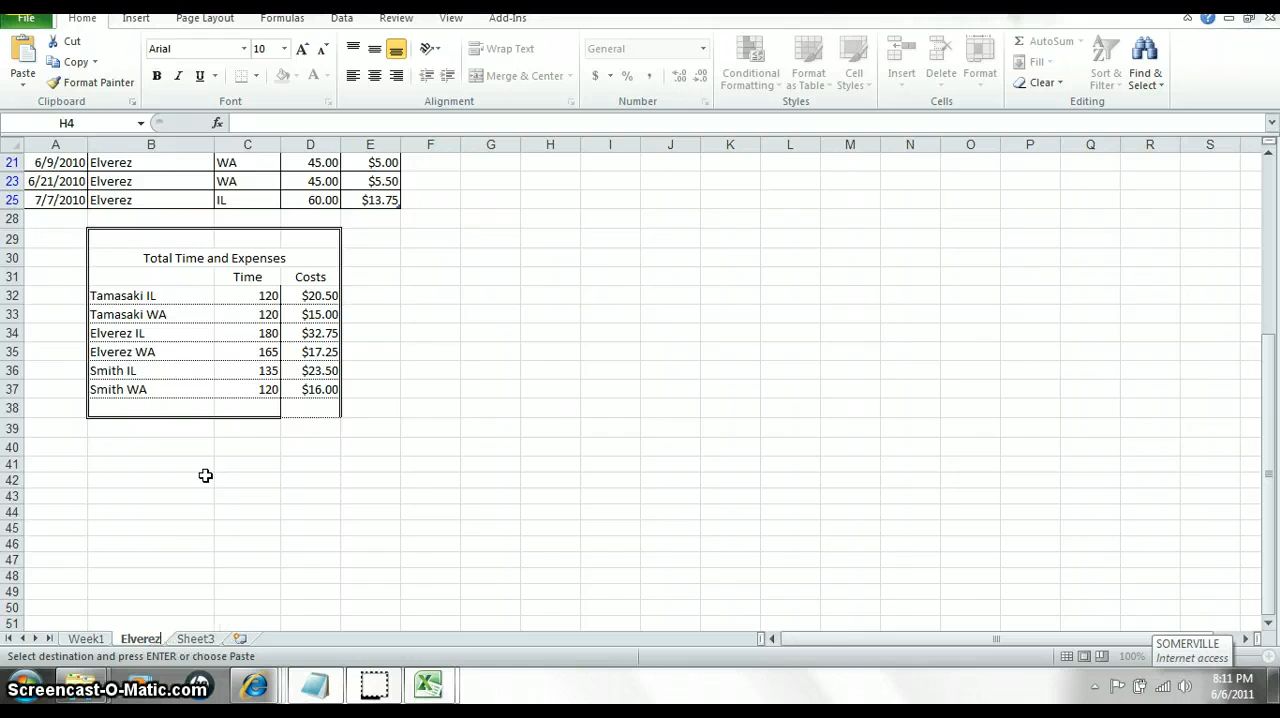 File Home Insert Page Layout Formulas Data Review View Add-Ins
Paste
Cut
Copy
Format Painter
Clipboard
Arial 10
B I U
Font
Wrap Text
Merge & Center
Alignment
General
$ % ,
Number
Conditional Formatting
Format as Table
Cell Styles
Styles
Insert
Delete
Format
Cells
Σ AutoSum
Fill
Clear
Sort & Filter
Find & Select
Editing
H4 fx
A B C D E F G H I J K L M N O P Q R S
21 6/9/2010 Elverez WA 45.00 $5.00
23 6/21/2010 Elverez WA 45.00 $5.50
25 7/7/2010 Elverez IL 60.00 $13.75
28
29
30 Total Time and Expenses
31 Time Costs
32 Tamasaki IL 120 $20.50
33 Tamasaki WA 120 $15.00
34 Elverez IL 180 $32.75
35 Elverez WA 165 $17.25
36 Smith IL 135 $23.50
37 Smith WA 120 $16.00
38
39
40
41
42
43
44
45
46
47
48
49
50
51
Week1 Elverez Sheet3
Select destination and press ENTER or choose Paste
100%
SOMERVILLE
Internet access
Screencast-O-Matic.com
8:11 PM
6/6/2011